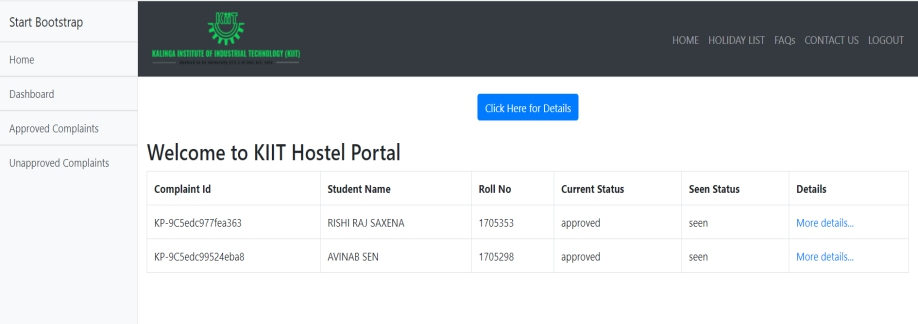 Start Bootstrap
Home
Dashboard
Approved Complaints
Unapproved Complaints
KIIT
KALINGA INSTITUTE OF INDUSTRIAL TECHNOLOGY (KIIT)
HOME HOLIDAY LIST FAQs CONTACT US LOGOUT
Click Here for Details
Welcome to KIIT Hostel Portal
Complaint Id Student Name Roll No Current Status Seen Status Details
KP-9C5edc977fea363 RISHI RAJ SAXENA 1705353 approved seen More details...
KP-9C5edc99524eba8 AVINAB SEN 1705298 approved seen More details...